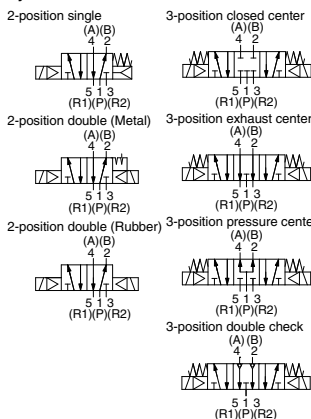 2-position single
(A)(B)
4 2
5 1 3
(R1)(P)(R2)
2-position double (Metal)
(A)(B)
4 2
5 1 3
(R1)(P)(R2)
2-position double (Rubber)
(A)(B)
4 2
5 1 3
(R1)(P)(R2)
3-position closed center
(A)(B)
4 2
5 1 3
(R1)(P)(R2)
3-position exhaust center
(A)(B)
4 2
5 1 3
(R1)(P)(R2)
3-position pressure center
(A)(B)
4 2
5 1 3
(R1)(P)(R2)
3-position double check
(A)(B)
4 2
5 1 3
(R1)(P)(R2)